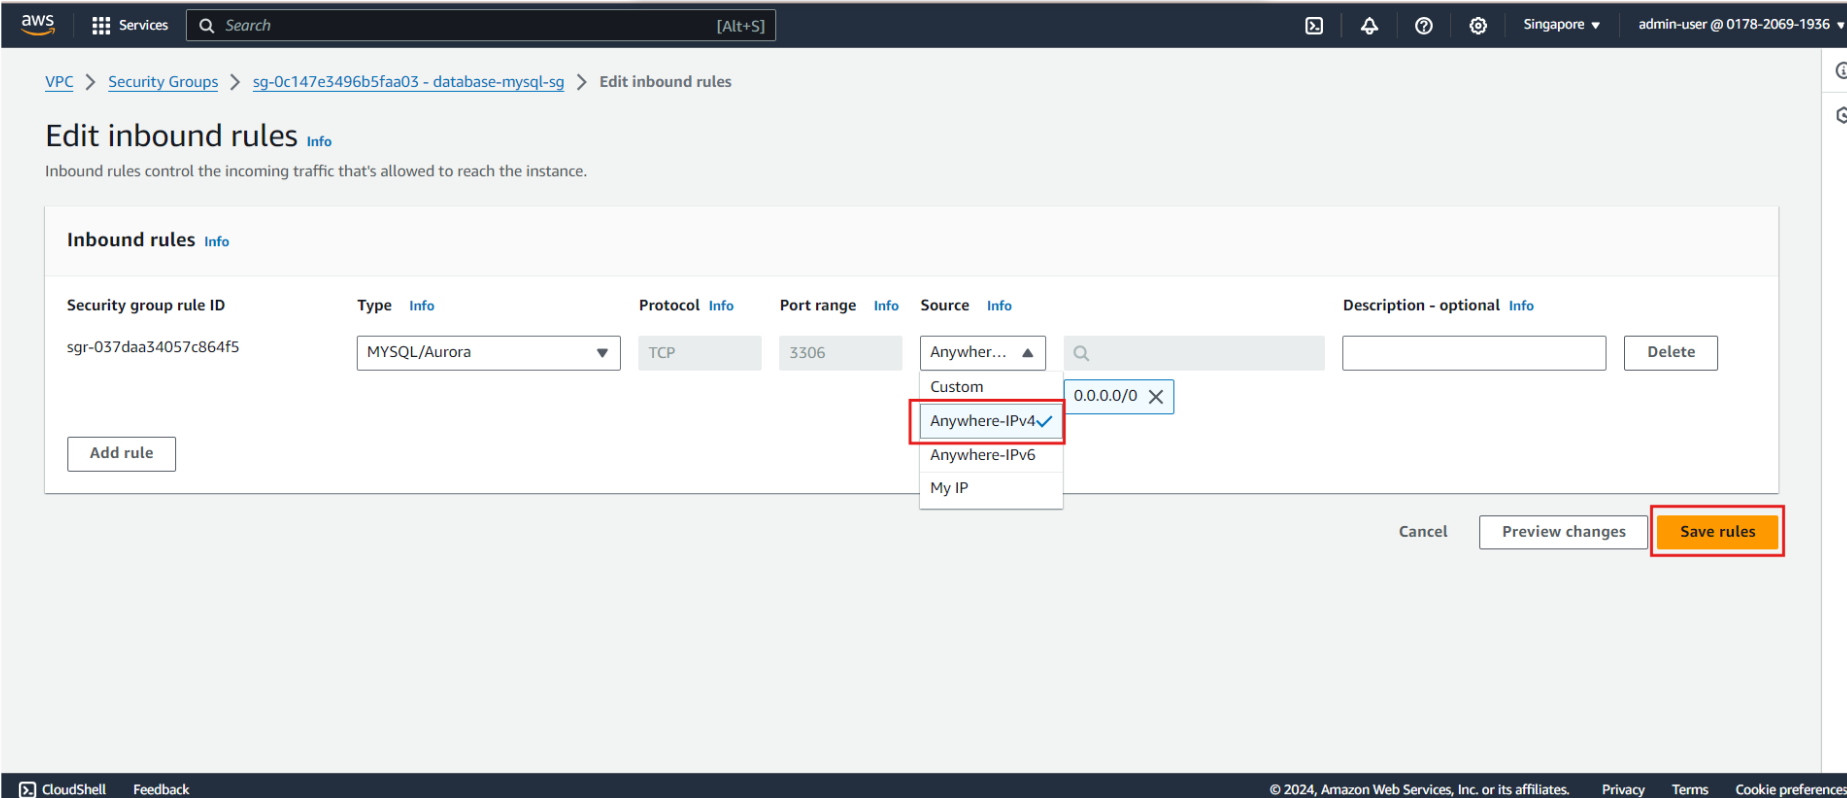 aws Services Search [Alt+S] Singapore admin-user @ 0178-2069-1936
VPC Security Groups sg-0c147e3496b5faa03 - database-mysql-sg Edit inbound rules
Edit inbound rules Info
Inbound rules control the incoming traffic that's allowed to reach the instance.
Inbound rules Info
Security group rule ID Type Info Protocol Info Port range Info Source Info Description - optional Info
sgr-037daa34057c864f5 MYSQL/Aurora TCP 3306 Anywher... Delete
Custom
0.0.0.0/0
Anywhere-IPv4
Anywhere-IPv6
My IP
Add rule
Cancel Preview changes Save rules
CloudShell Feedback © 2024, Amazon Web Services, Inc. or its affiliates. Privacy Terms Cookie preferences